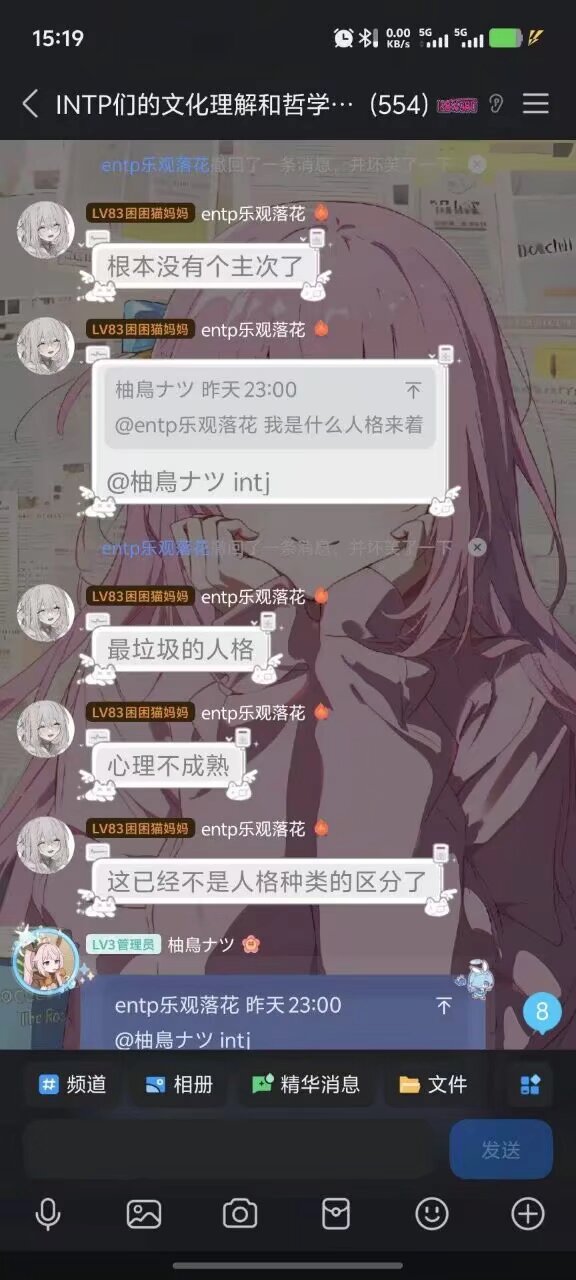 15:19
0.00
KB/s
5G
5G
INTP们的文化理解和哲学… (554)
entp乐观落花撤回了一条消息，并坏笑了一下
LV83困困猫妈妈 entp乐观落花
根本没有个主次了
LV83困困猫妈妈 entp乐观落花
柚鳥ナツ 昨天23:00
@entp乐观落花 我是什么人格来着
@柚鳥ナツ intj
entp乐观落花撤回了一条消息，并坏笑了一下
LV83困困猫妈妈 entp乐观落花
最垃圾的人格
LV83困困猫妈妈 entp乐观落花
心理不成熟
LV83困困猫妈妈 entp乐观落花
这已经不是人格种类的区分了
LV3管理员 柚鳥ナツ
entp乐观落花 昨天23:00
@柚鳥ナツ intj
8
频道
相册
精华消息
文件
发送